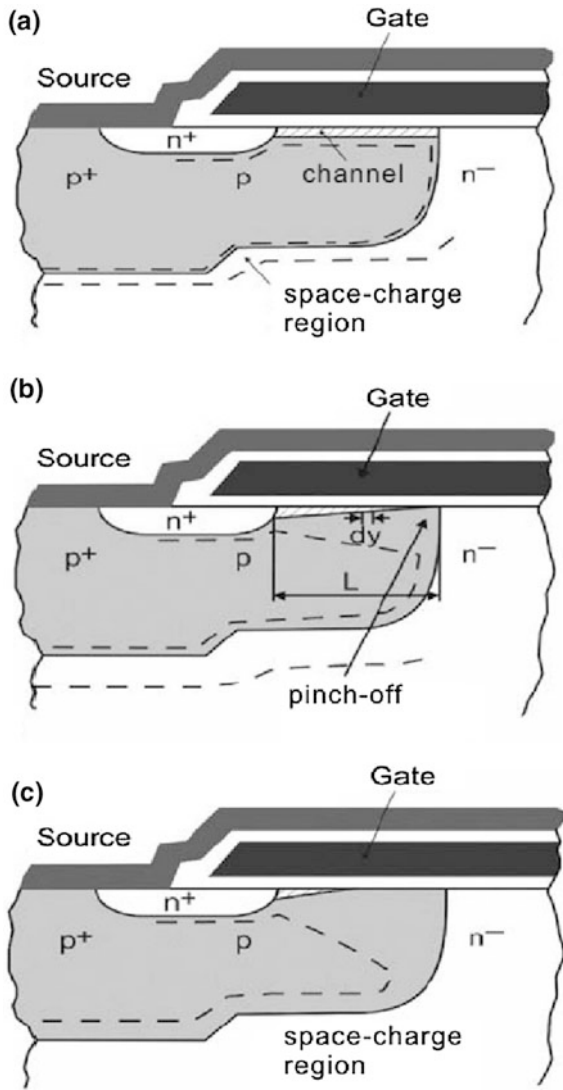 (a)
Gate
Source
n+
p+
p
channel
n−
space-charge
region
(b)
Gate
Source
n+
dy
p+
p
n−
L
pinch-off
(c)
Gate
Source
n+
p+
p
n−
space-charge
region